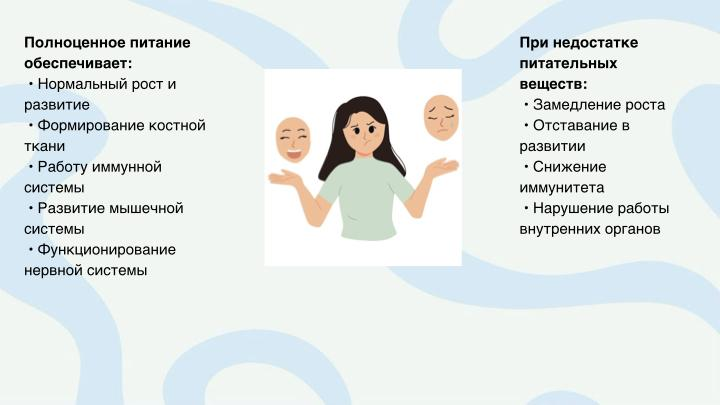 Полноценное питание
обеспечивает:
• Нормальный рост и
развитие
• Формирование костной
ткани
• Работу иммунной
системы
• Развитие мышечной
системы
• Функционирование
нервной системы
При недостатке
питательных
веществ:
• Замедление роста
• Отставание в
развитии
• Снижение
иммунитета
• Нарушение работы
внутренних органов